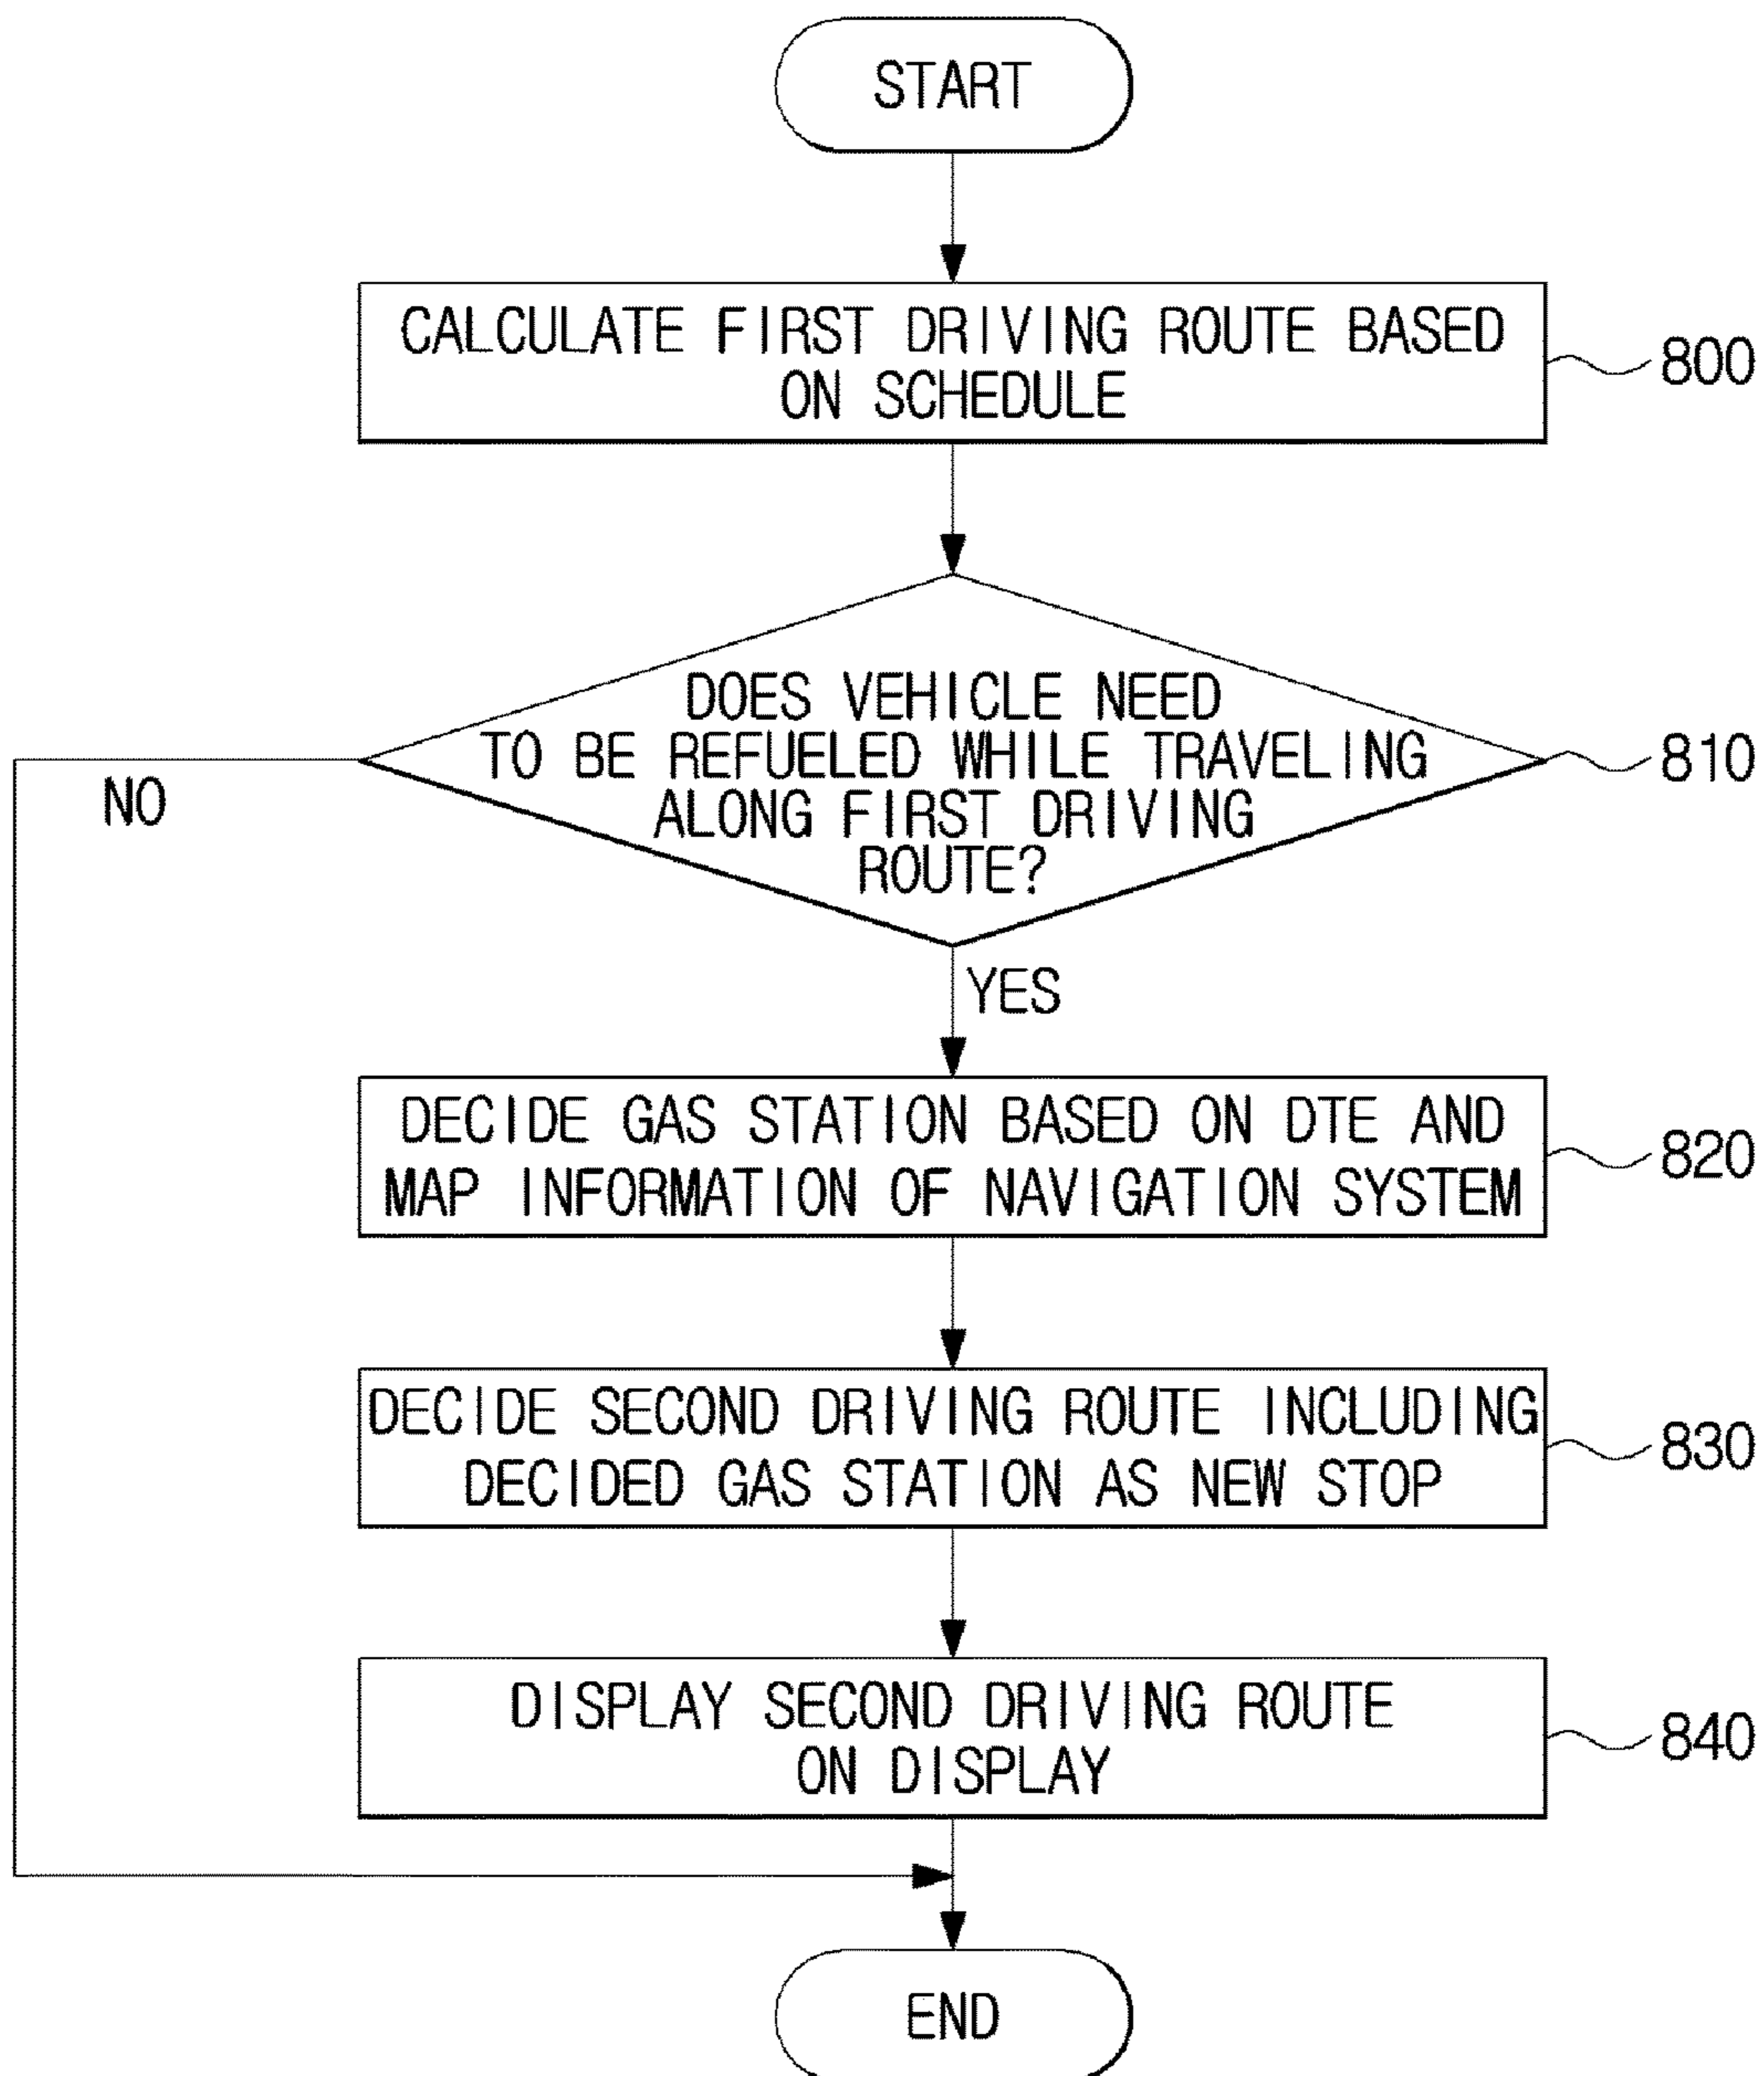 START
CALCULATE FIRST DRIVING ROUTE BASED
ON SCHEDULE
800
DOES VEHICLE NEED
TO BE REFUELED WHILE TRAVELING
ALONG FIRST DRIVING
ROUTE?
810
NO
YES
DECIDE GAS STATION BASED ON DTE AND
MAP INFORMATION OF NAVIGATION SYSTEM
820
DECIDE SECOND DRIVING ROUTE INCLUDING
DECIDED GAS STATION AS NEW STOP
830
DISPLAY SECOND DRIVING ROUTE
ON DISPLAY
840
END